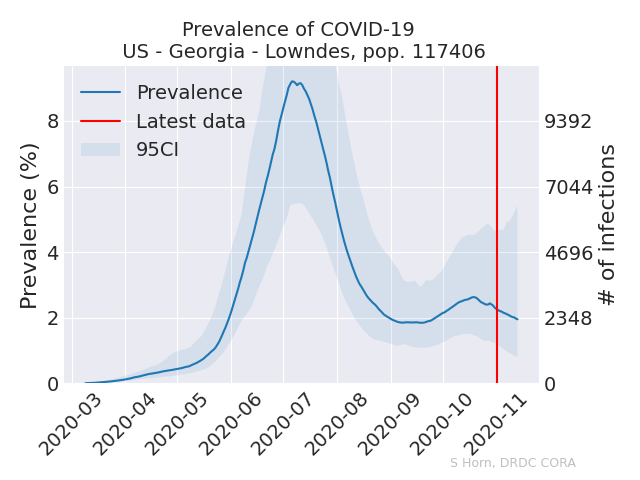 Prevalence of COVID-19
US - Georgia - Lowndes, pop. 117406
Prevalence
Latest data
95CI
Prevalence (%)
8
6
4
2
0
9392
7044
4696
2348
0
# of infections
2020-03
2020-04
2020-05
2020-06
2020-07
2020-08
2020-09
2020-10
2020-11
S Horn, DRDC CORA